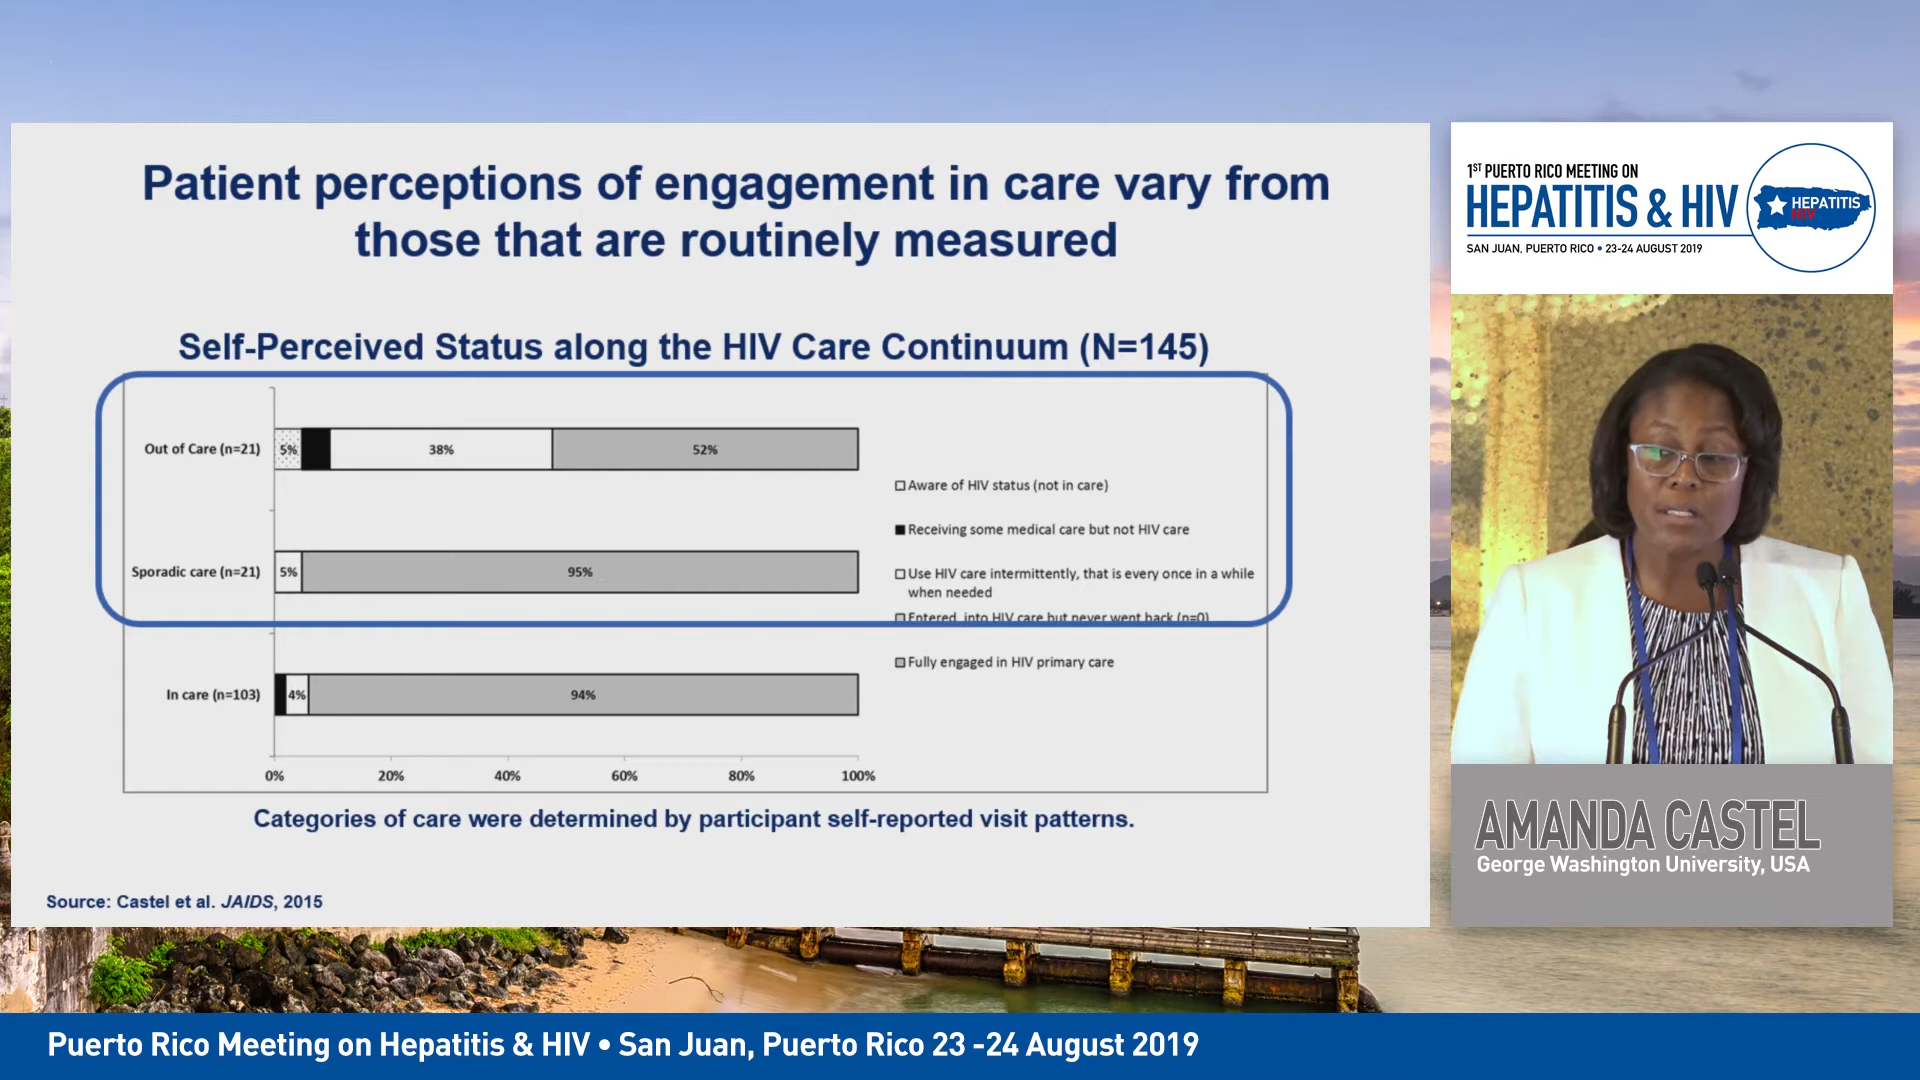 Patient perceptions of engagement in care vary from
those that are routinely measured
Self-Perceived Status along the HIV Care Continuum (N=145)
Out of Care (n=21)
5%
38%
52%
Sporadic care (n=21)
5%
95%
In care (n=103)
4%
94%
0%
20%
40%
60%
80%
100%
Aware of HIV status (not in care)
Receiving some medical care but not HIV care
Use HIV care intermittently, that is every once in a while
when needed
Entered into HIV care but never went back (n=0)
Fully engaged in HIV primary care
Categories of care were determined by participant self-reported visit patterns.
Source: Castel et al. JAIDS, 2015
1ST PUERTO RICO MEETING ON
HEPATITIS & HIV
SAN JUAN, PUERTO RICO • 23-24 AUGUST 2019
HEPATITIS
HIV
AMANDA CASTEL
George Washington University, USA
Puerto Rico Meeting on Hepatitis & HIV • San Juan, Puerto Rico 23 -24 August 2019